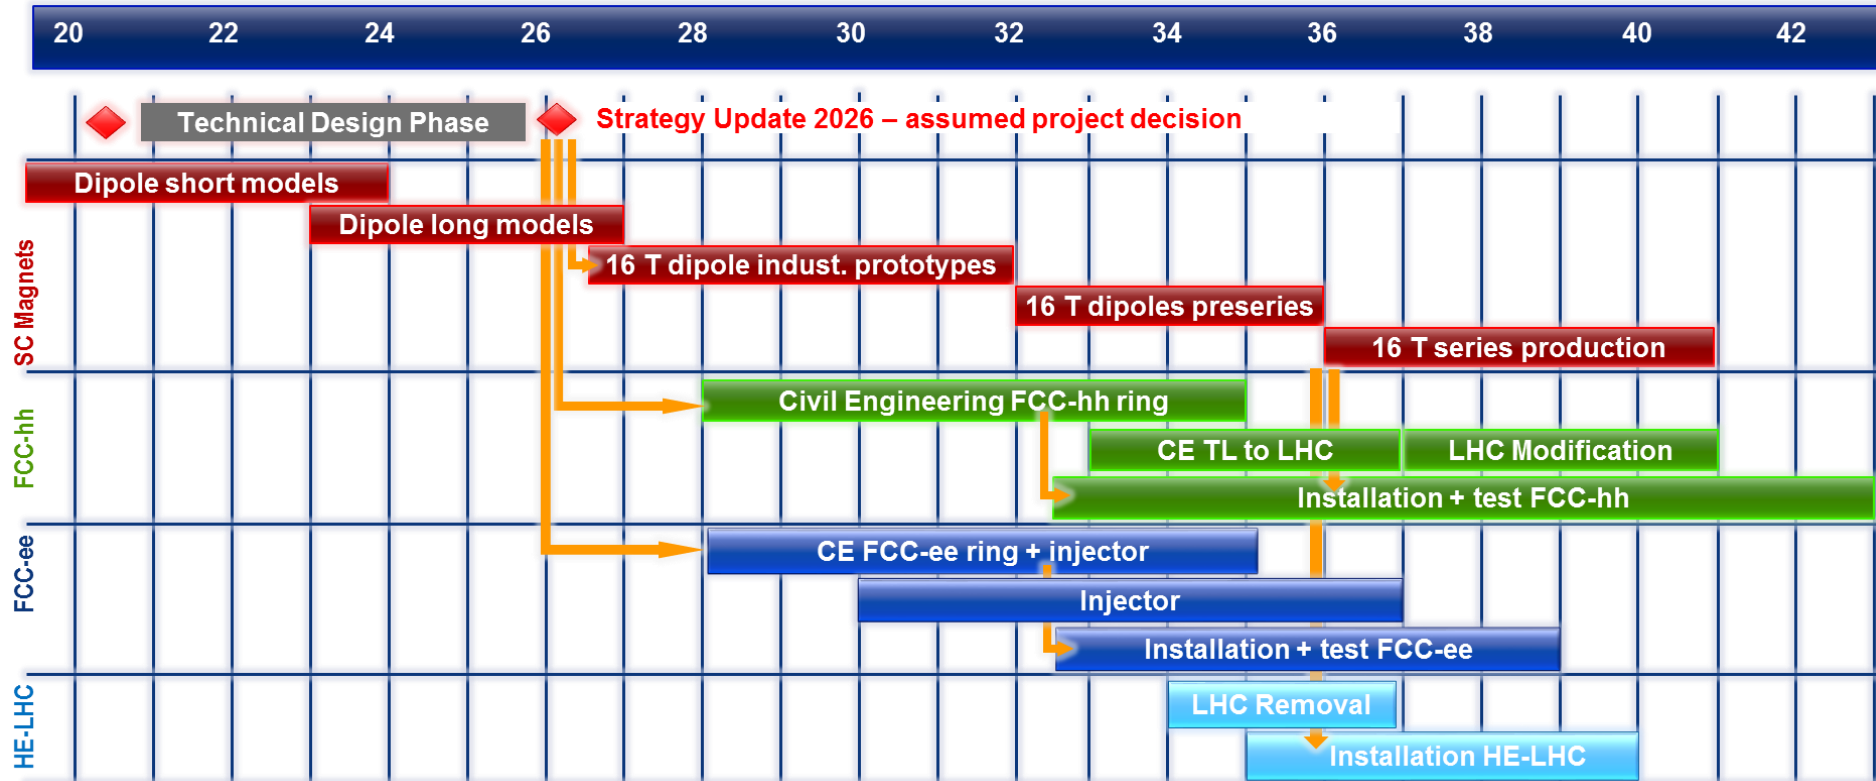 20 22 24 26 28 30 32 34 36 38 40 42
Technical Design Phase
Strategy Update 2026 – assumed project decision
SC Magnets
Dipole short models
Dipole long models
16 T dipole indust. prototypes
16 T dipoles preseries
16 T series production
FCC-hh
Civil Engineering FCC-hh ring
CE TL to LHC
LHC Modification
Installation + test FCC-hh
FCC-ee
CE FCC-ee ring + injector
Injector
Installation + test FCC-ee
HE-LHC
LHC Removal
Installation HE-LHC